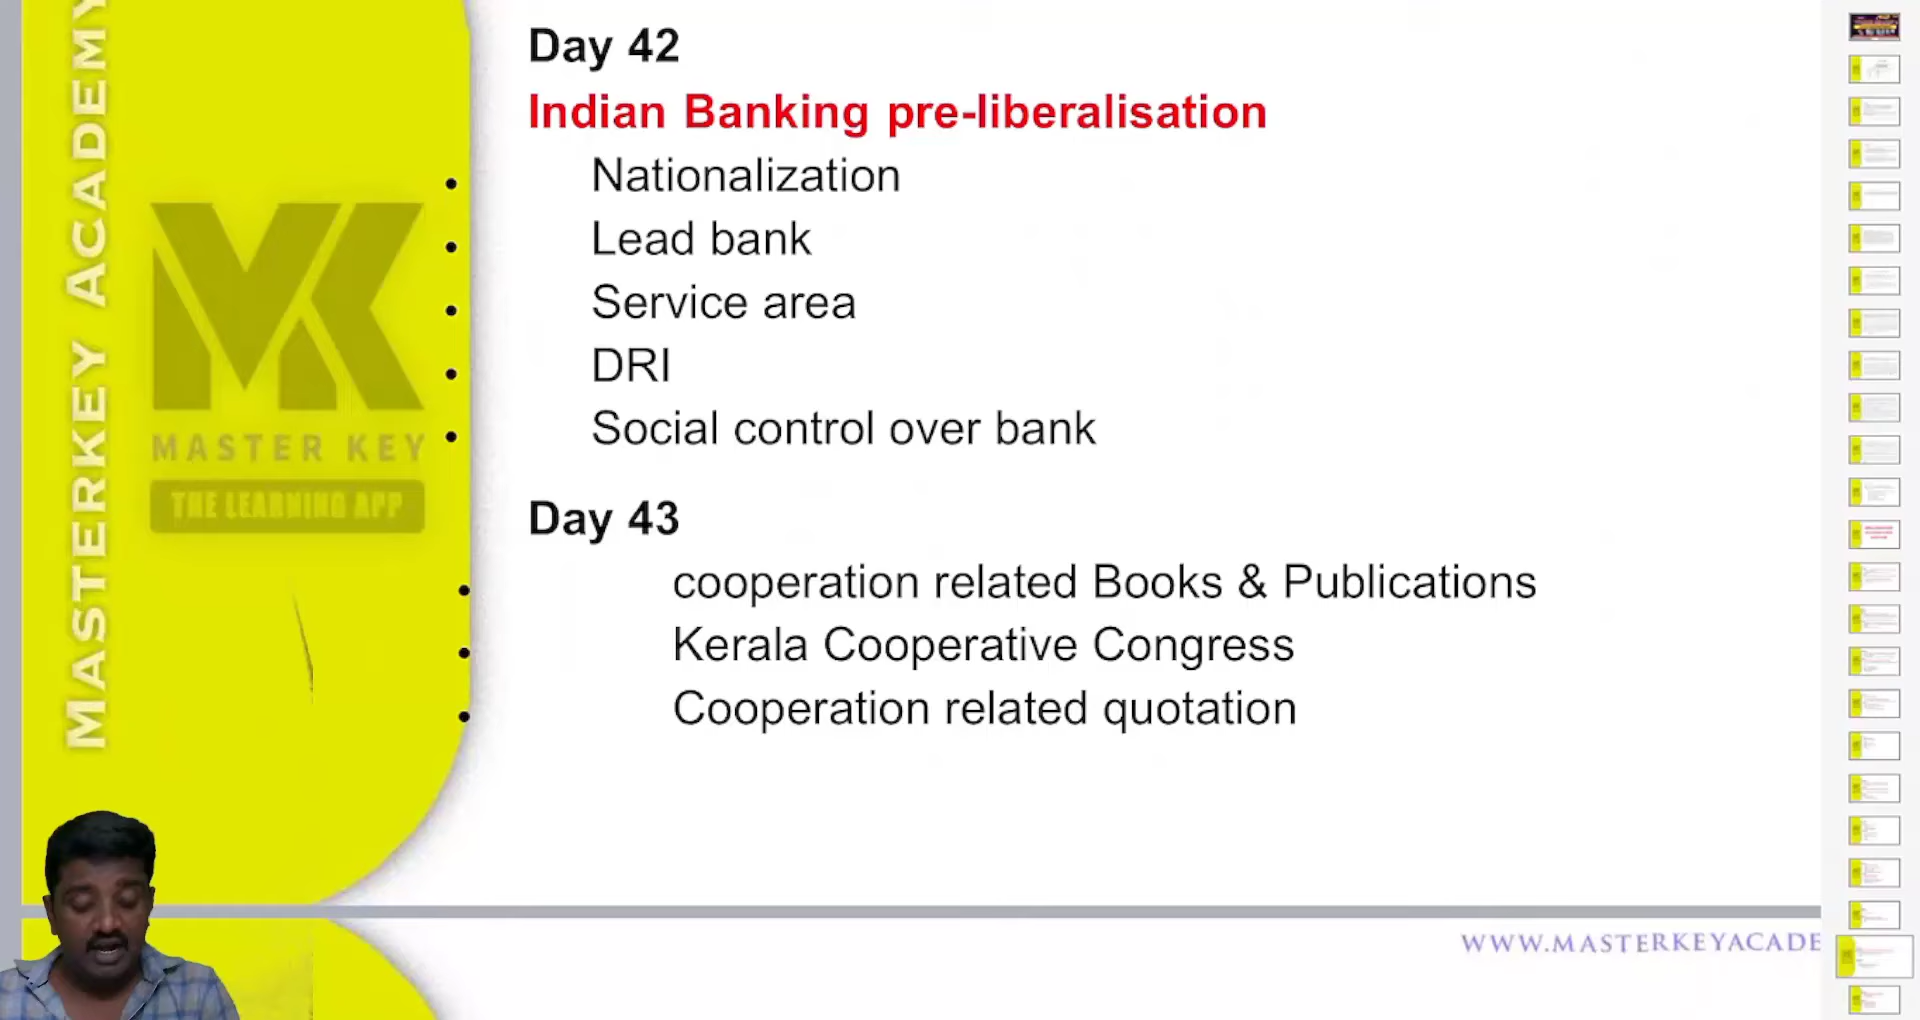 MASTERKEY ACADEMY
MASTER KEY
THE LEARNING APP
Day 42
Indian Banking pre-liberalisation
• Nationalization
• Lead bank
• Service area
• DRI
• Social control over bank
Day 43
• cooperation related Books & Publications
• Kerala Cooperative Congress
• Cooperation related quotation
WWW.MASTERKEYACADE